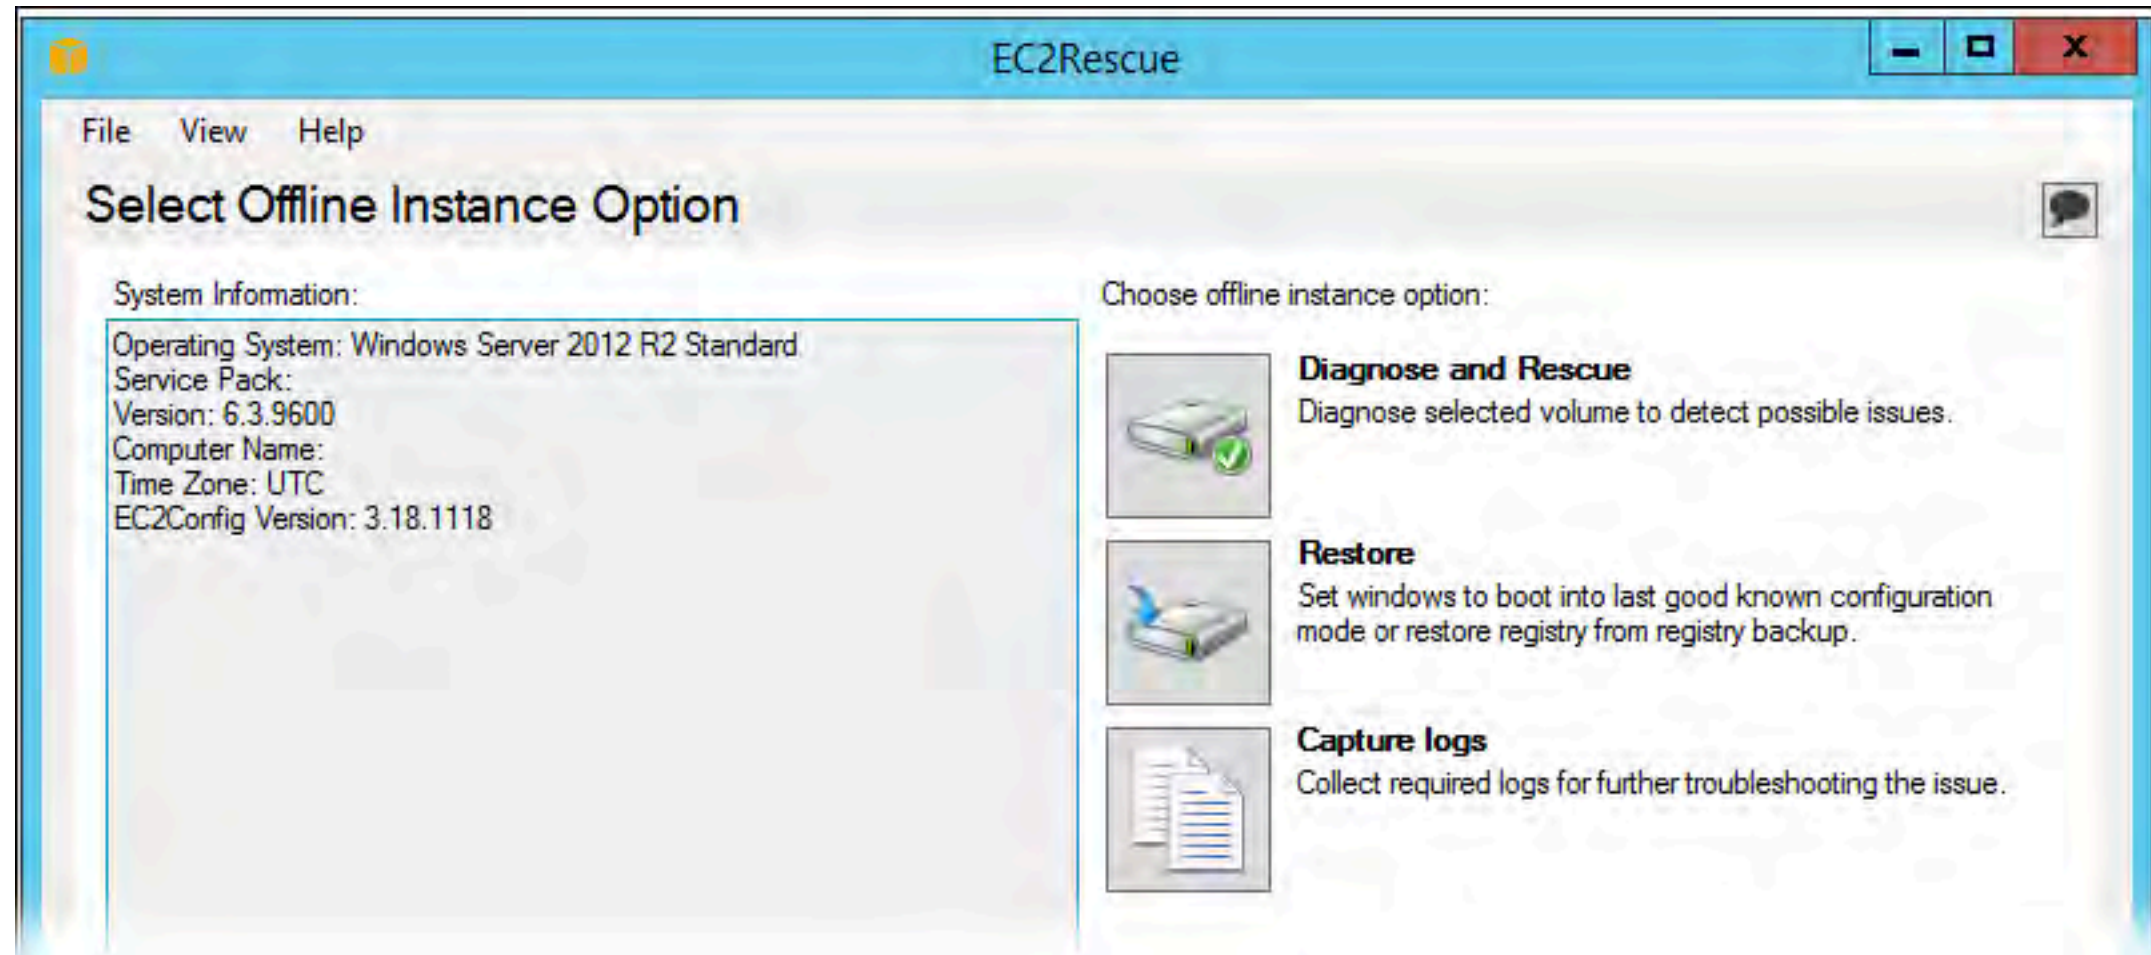 EC2Rescue
File View Help
Select Offline Instance Option
System Information:
Operating System: Windows Server 2012 R2 Standard
Service Pack:
Version: 6.3.9600
Computer Name:
Time Zone: UTC
EC2Config Version: 3.18.1118
Choose offline instance option:
Diagnose and Rescue
Diagnose selected volume to detect possible issues.
Restore
Set windows to boot into last good known configuration
mode or restore registry from registry backup.
Capture logs
Collect required logs for further troubleshooting the issue.